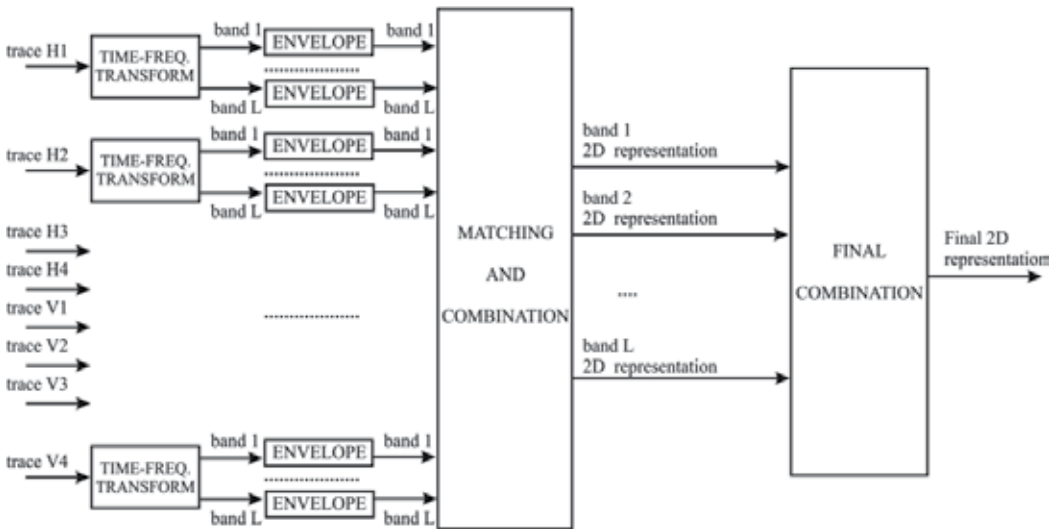 trace H1
TIME-FREQ.
TRANSFORM
band 1
ENVELOPE
band 1
band L
ENVELOPE
band L
trace H2
TIME-FREQ.
TRANSFORM
band 1
ENVELOPE
band 1
band L
ENVELOPE
band L
trace H3
trace H4
trace V1
trace V2
trace V3
trace V4
TIME-FREQ.
TRANSFORM
band 1
ENVELOPE
band 1
band L
ENVELOPE
band L
MATCHING
AND
COMBINATION
band 1
2D representation
band 2
2D representation
....
band L
2D representation
FINAL
COMBINATION
Final 2D
representation